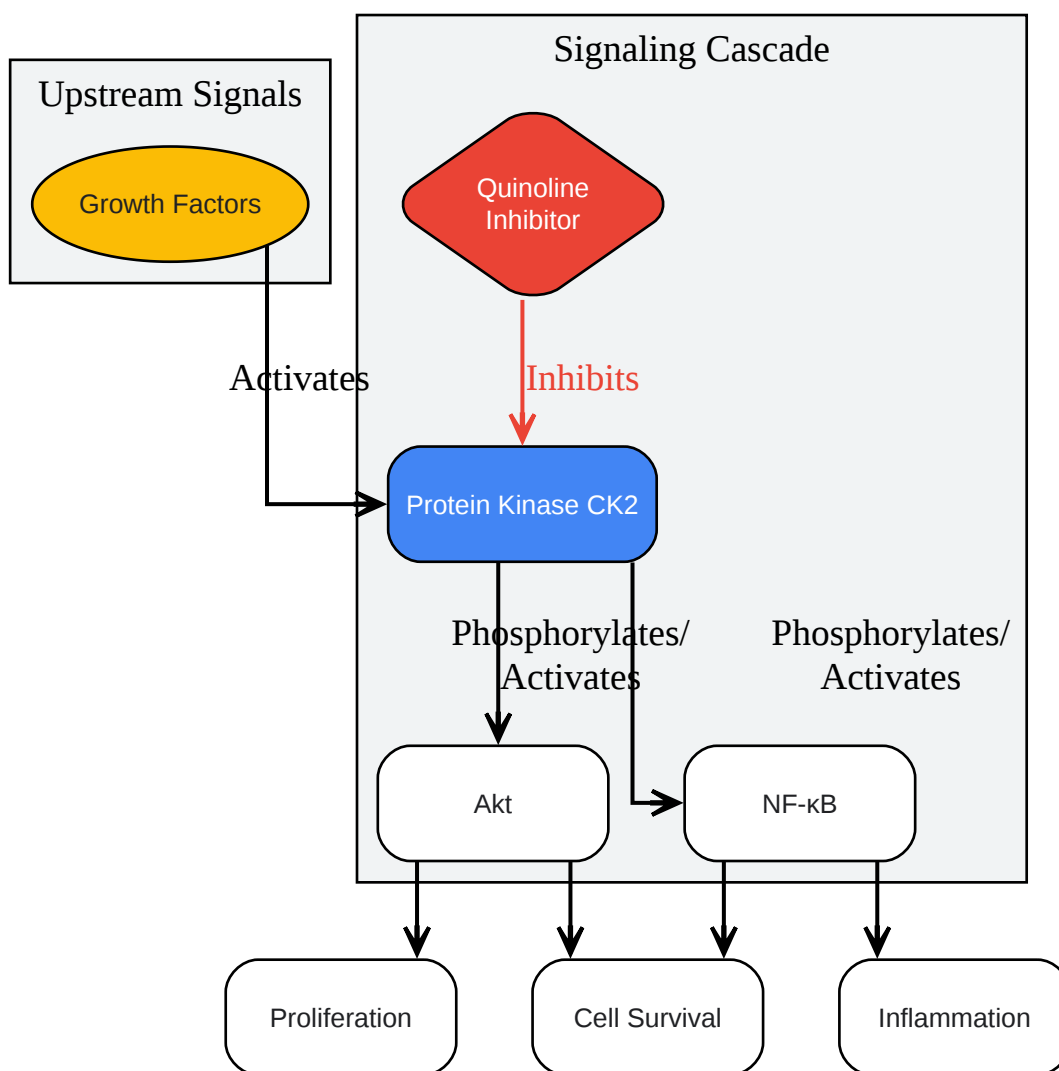 Signaling Cascade
Upstream Signals
Growth Factors
Quinoline
Inhibitor
Activates
Inhibits
Protein Kinase CK2
Phosphorylates/
Activates
Phosphorylates/
Activates
Akt
NF-κB
Proliferation
Cell Survival
Inflammation